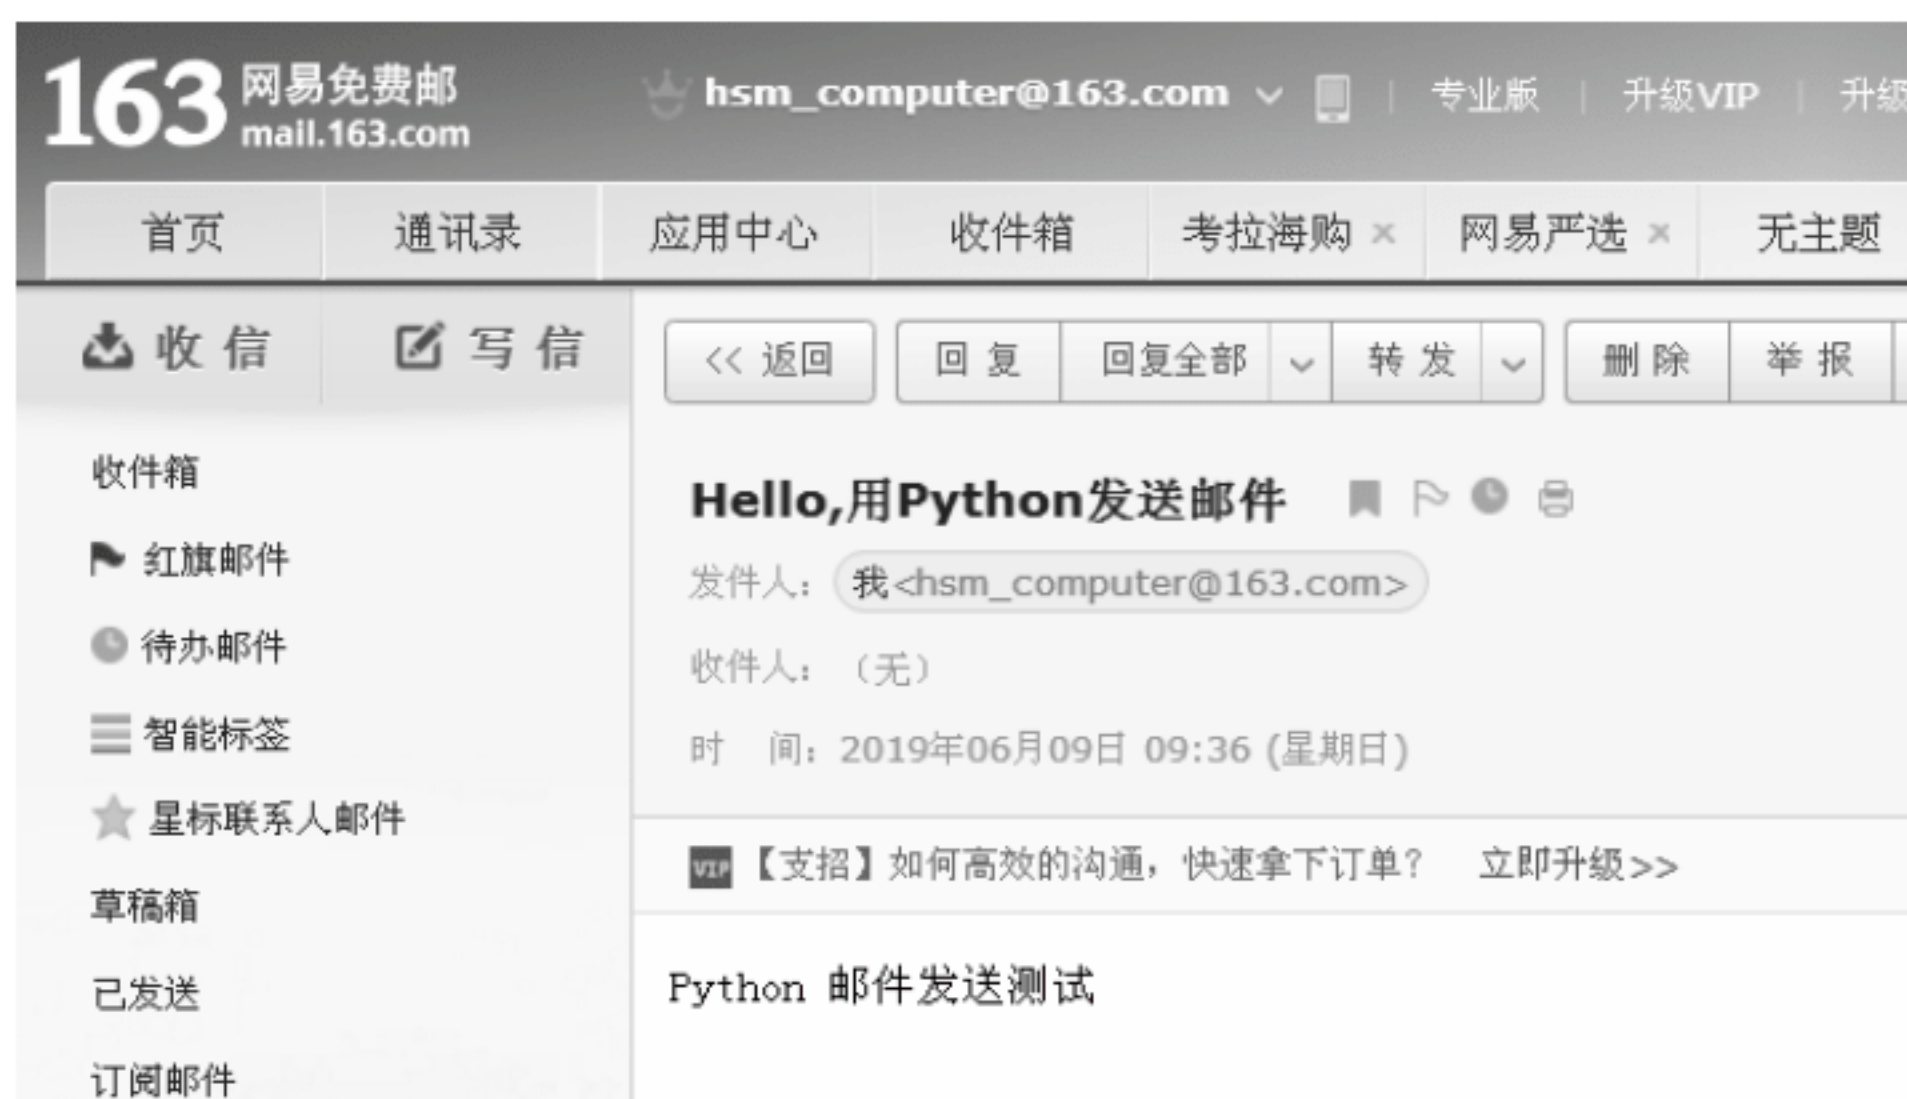 163 网易免费邮
mail.163.com
hsm_computer@163.com 专业版 升级VIP 升级
首页 通讯录 应用中心 收件箱 考拉海购 × 网易严选 × 无主题
收信 写信
<< 返回 回复 回复全部 转发 删除 举报
收件箱
红旗邮件
待办邮件
智能标签
星标联系人邮件
草稿箱
已发送
订阅邮件
Hello,用Python发送邮件
发件人：我<hsm_computer@163.com>
收件人：（无）
时 间：2019年06月09日 09:36 (星期日)
VIP 【支招】如何高效的沟通，快速拿下订单？ 立即升级>>
Python 邮件发送测试